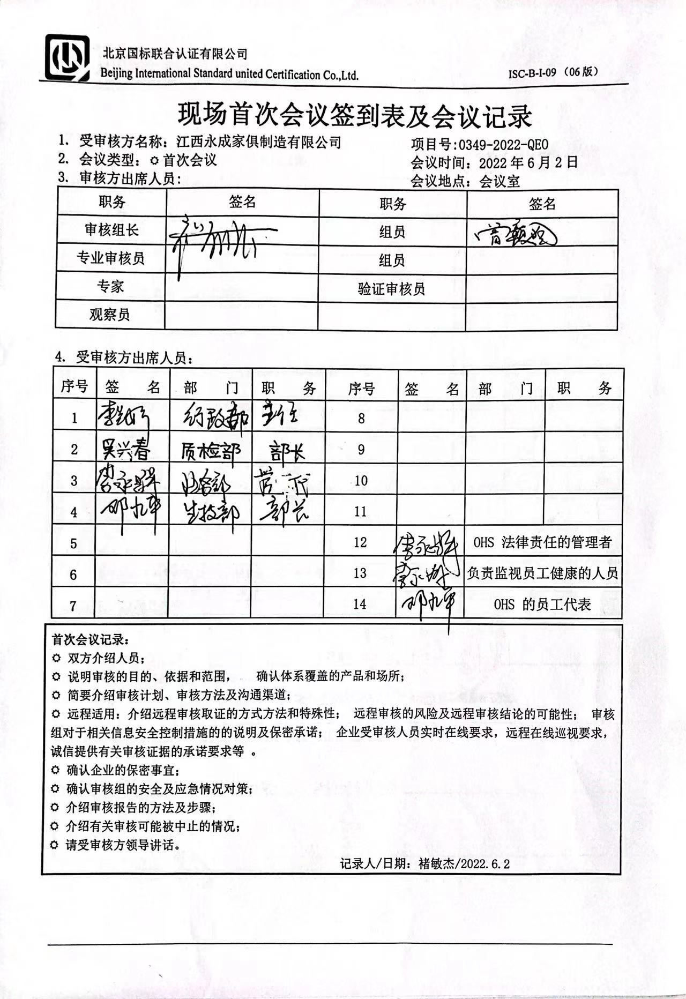 北京国标联合认证有限公司
Beijing International Standard united Certification Co.,Ltd.
ISC-B-I-09 （06版）
现场首次会议签到表及会议记录
1. 受审核方名称：江西永成家俱制造有限公司 项目号:0349-2022-QEO
2. 会议类型：首次会议 会议时间：2022年6月2日
3. 审核方出席人员: 会议地点：会议室
职务 签名 职务 签名
审核组长 组员
专业审核员 组员
专家 验证审核员
观察员
4. 受审核方出席人员：
序号 签 名 部 门 职 务 序号 签 名 部 门 职 务
1 行政部 主任 8
2 吴兴春 质检部 部长 9
3 10
4 邓九军 生技部 部长 11
5 12 OHS 法律责任的管理者
6 13 负责监视员工健康的人员
7 14 邓九军 OHS 的员工代表
首次会议记录：
双方介绍人员；
说明审核的目的、依据和范围， 确认体系覆盖的产品和场所；
简要介绍审核计划、审核方法及沟通渠道；
远程适用：介绍远程审核取证的方式方法和特殊性； 远程审核的风险及远程审核结论的可能性； 审核
组对于相关信息安全控制措施的的说明及保密承诺； 企业受审核人员实时在线要求，远程在线巡视要求，
诚信提供有关审核证据的承诺要求等 。
确认企业的保密事宜；
确认审核组的安全及应急情况对策；
介绍审核报告的方法及步骤；
介绍有关审核可能被中止的情况；
请受审核方领导讲话。
记录人/日期：褚敏杰/2022.6.2